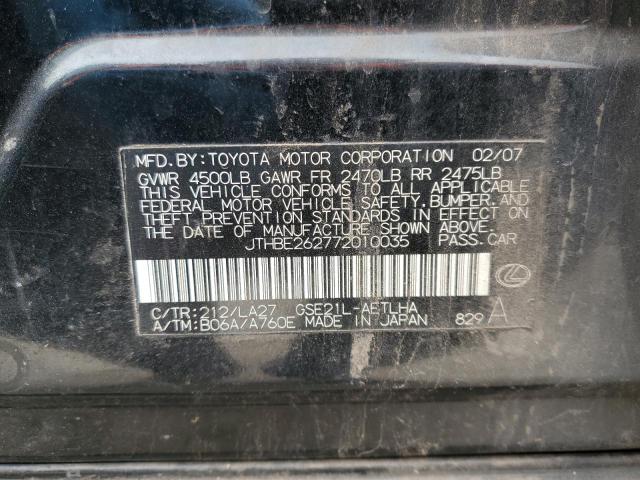 MFD.BY:TOYOTA MOTOR CORPORATION 02/07
GVWR 4500LB GAWR FR 2470LB RR 2475LB
THIS VEHICLE CONFORMS TO ALL APPLICABLE
FEDERAL MOTOR VEHICLE SAFETY,BUMPER, AND
THEFT PREVENTION STANDARDS IN EFFECT ON
THE DATE OF MANUFACTURE SHOWN ABOVE.
JTHBE262772010035 PASS.CAR
C/TR:212/LA27 GSE21L-AETLHA
A/TM:B06A/A760E MADE IN JAPAN 829 A